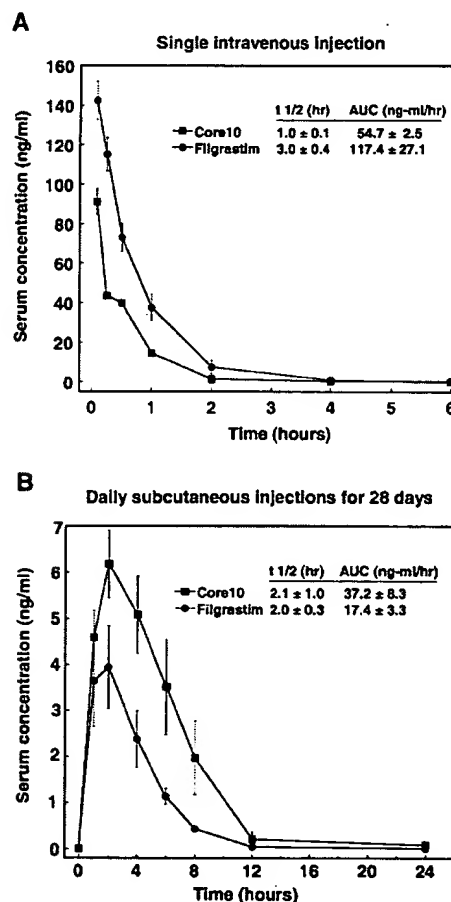 A
Single intravenous injection
160
140
120
100
80
60
40
20
0
Serum concentration (ng/ml)
t 1/2 (hr) AUC (ng-ml/hr)
Core10 1.0 ± 0.1 54.7 ± 2.5
Filgrastim 3.0 ± 0.4 117.4 ± 27.1
0 1 2 3 4 5 6
Time (hours)
B
Daily subcutaneous injections for 28 days
7
6
5
4
3
2
1
0
Serum concentration (ng/ml)
t 1/2 (hr) AUC (ng-ml/hr)
Core10 2.1 ± 1.0 37.2 ± 8.3
Filgrastim 2.0 ± 0.3 17.4 ± 3.3
0 4 8 12 16 20 24
Time (hours)